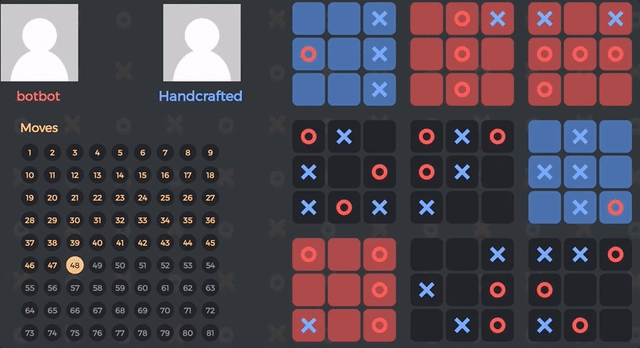 botbot
Handcrafted
Moves
1 2 3 4 5 6 7 8 9
10 11 12 13 14 15 16 17 18
19 20 21 22 23 24 25 26 27
28 29 30 31 32 33 34 35 36
37 38 39 40 41 42 43 44 45
46 47 48 49 50 51 52 53 54
55 56 57 58 59 60 61 62 63
64 65 66 67 68 69 70 71 72
73 74 75 76 77 78 79 80 81